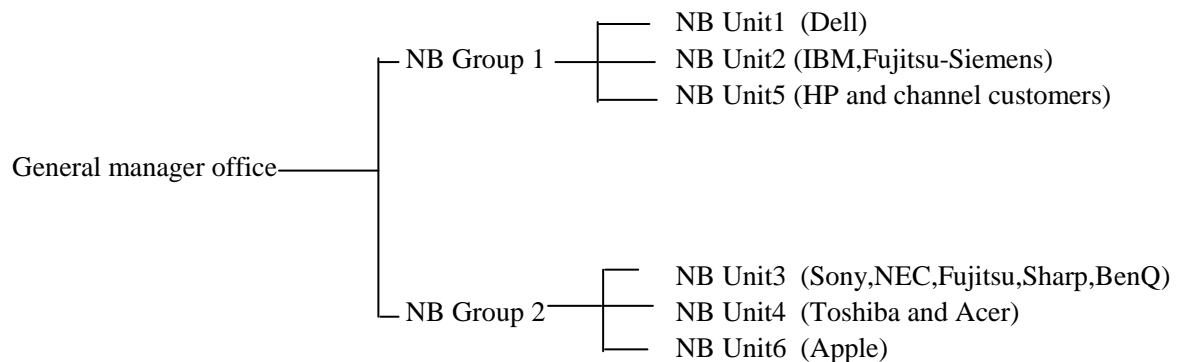 NB Unit1 (Dell)
NB Group 1
NB Unit2 (IBM,Fujitsu-Siemens)
NB Unit5 (HP and channel customers)
General manager office
NB Unit3 (Sony,NEC,Fujitsu,Sharp,BenQ)
NB Group 2
NB Unit4 (Toshiba and Acer)
NB Unit6 (Apple)